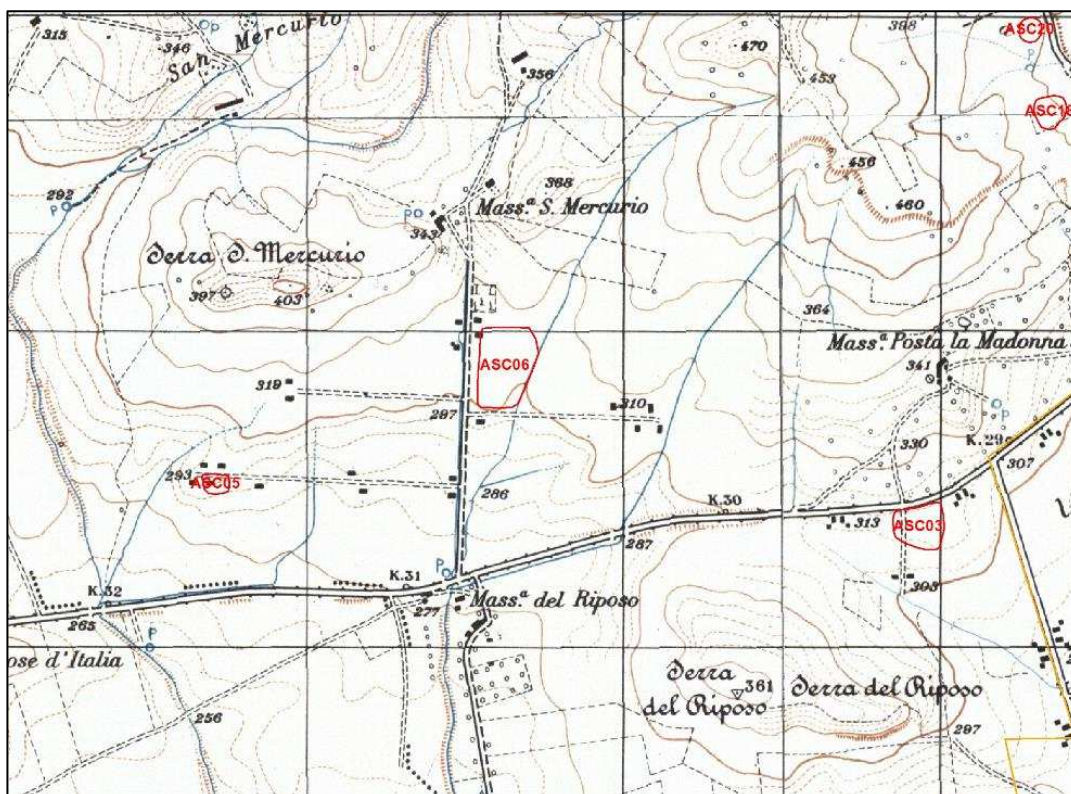 315
346
San
Mercurio
P
356
470
453
398
ASC20
P
ASC18
456
460
292
P
368
Mass.ª S. Mercurio
P
343
Serra S. Mercurio
397
403
364
Mass.ª Posta la Madonna
341
P
ASC06
319
297
310
330
K.29
307
293
ASC05
286
K.30
313
ASC03
287
303
K.32
K.31
P
277
Mass.ª del Riposo
265
P
ose d'Italia
256
Serra
del Riposo
361
Serra del Riposo
297